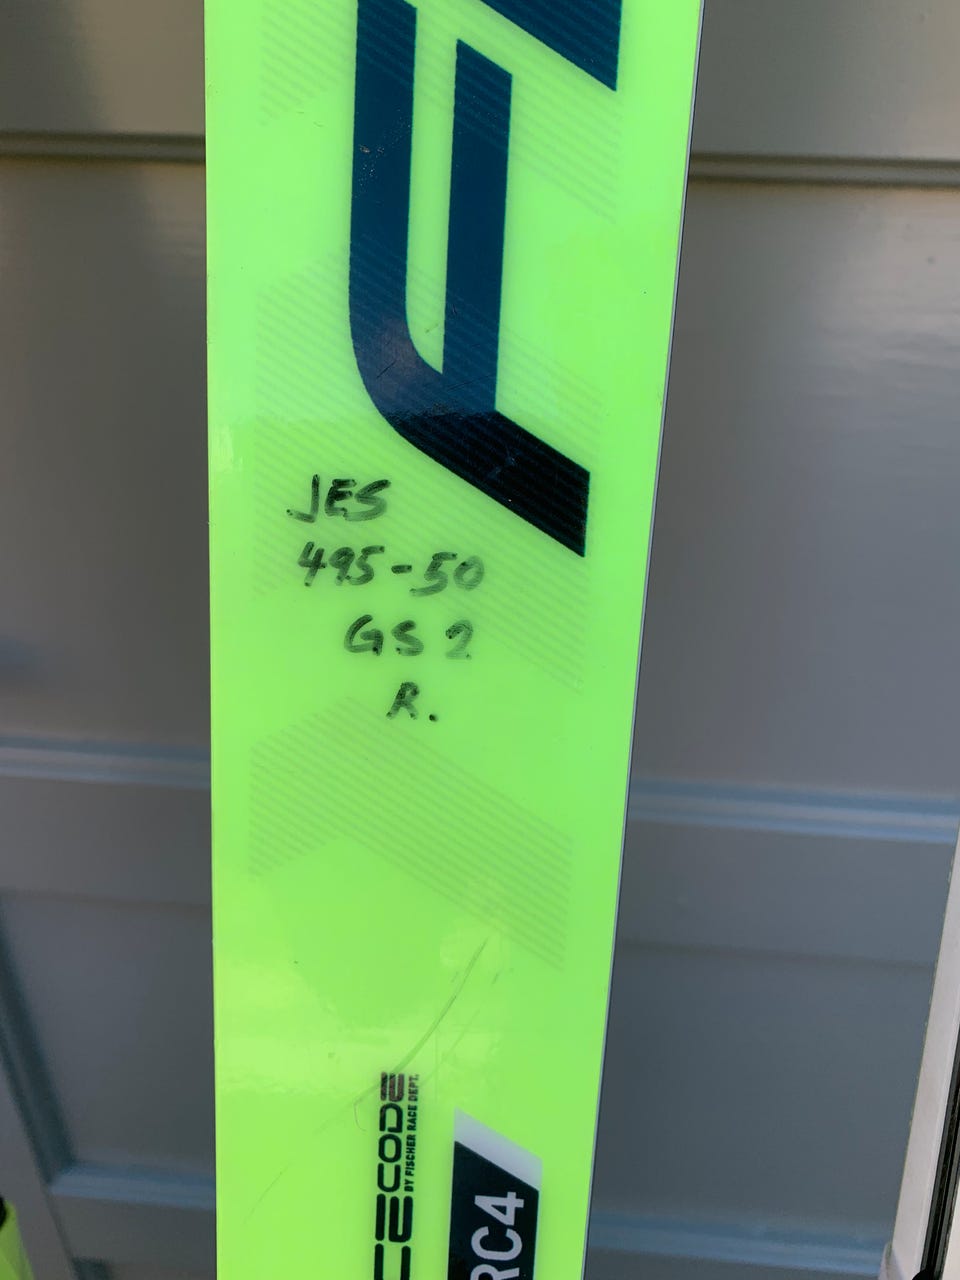 JES
495-50
GS 2
R.
CECODE
BY FISCHER RACE DEPT.
RC4